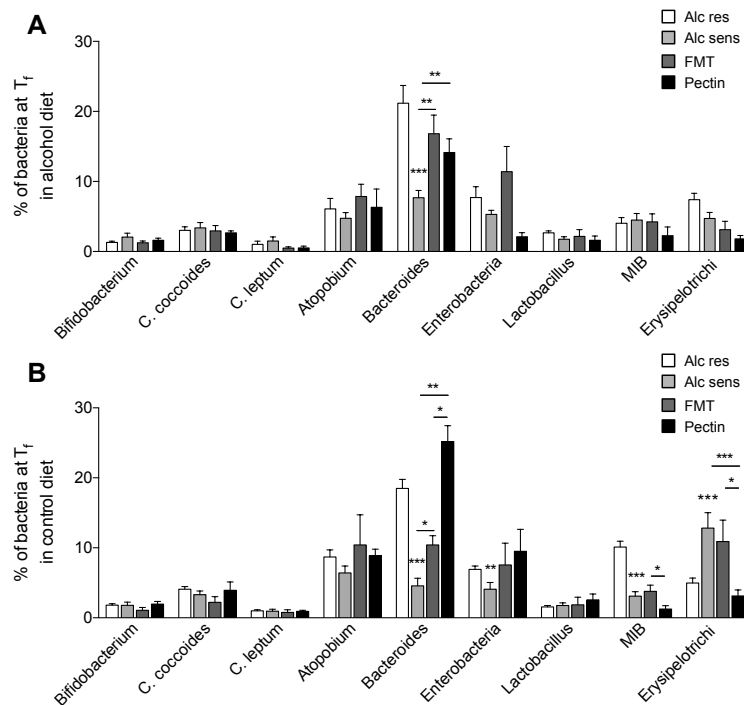 A
Alc res
Alc sens
FMT
Pectin
% of bacteria at Tf
in alcohol diet
30
20
10
0
**
**
***
Bifidobacterium
C. coccoides
C. leptum
Atopobium
Bacteroides
Enterobacteria
Lactobacillus
MIB
Erysipelotrichi
B
Alc res
Alc sens
FMT
Pectin
% of bacteria at Tf
in control diet
30
20
10
0
**
*
*
***
**
***
*
***
*
***
Bifidobacterium
C. coccoides
C. leptum
Atopobium
Bacteroides
Enterobacteria
Lactobacillus
MIB
Erysipelotrichi